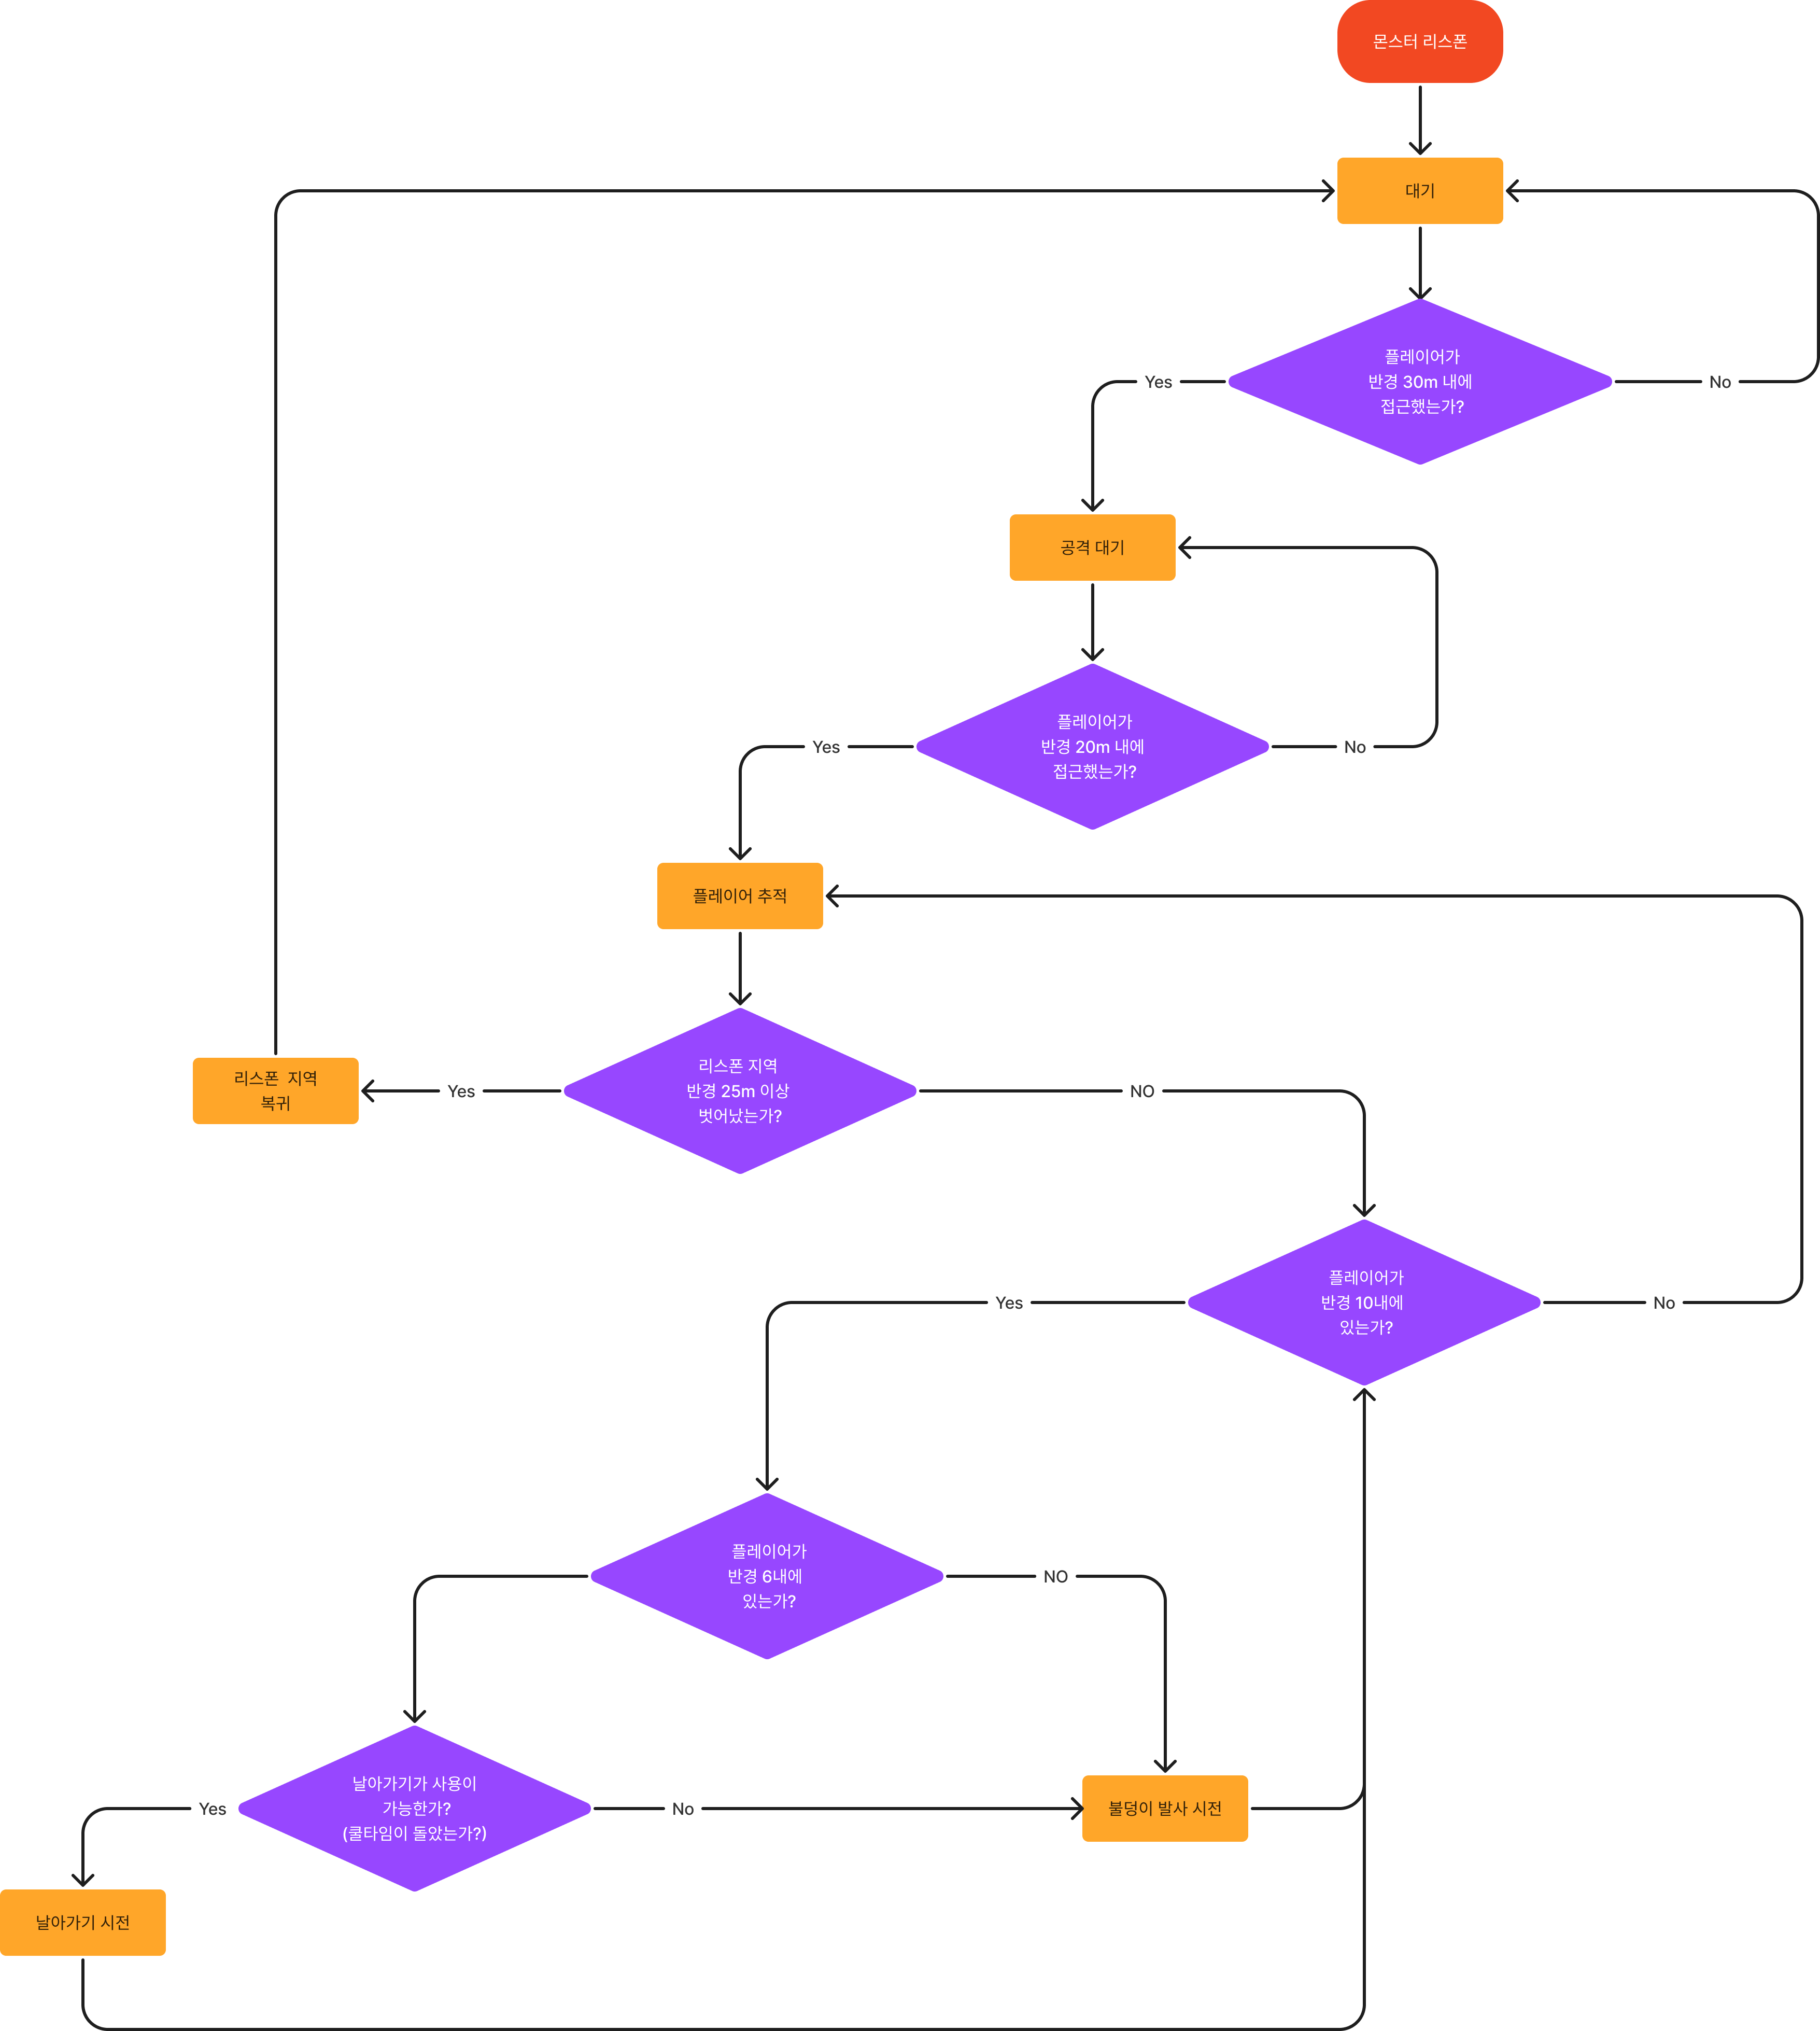 몬스터 리스폰
대기
플레이어가
반경 30m 내에
접근했는가?
Yes
No
공격 대기
플레이어가
반경 20m 내에
접근했는가?
Yes
No
플레이어 추적
리스폰 지역
반경 25m 이상
벗어났는가?
Yes
NO
리스폰 지역
복귀
플레이어가
반경 10내에
있는가?
Yes
No
플레이어가
반경 6내에
있는가?
NO
날아가기가 사용이
가능한가?
(쿨타임이 돌았는가?)
Yes
No
불덩이 발사 시전
날아가기 시전